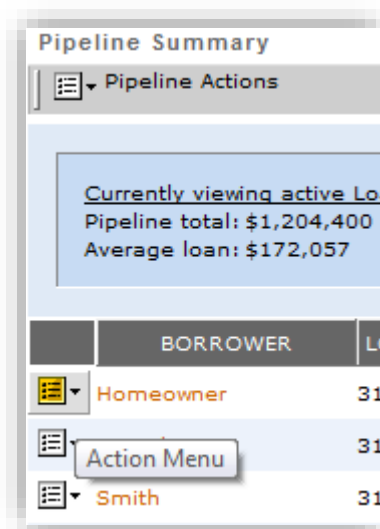 Pipeline Summary
Pipeline Actions
Currently viewing active Lo
Pipeline total: $1,204,400
Average loan: $172,057
BORROWER LO
Homeowner 31
31
Action Menu
Smith 31